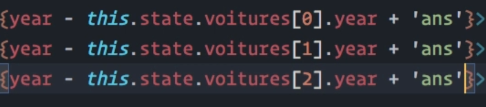 {year - this.state.voitures[0].year + 'ans'}>
{year - this.state.voitures[1].year + 'ans'}>
{year - this.state.voitures[2].year + 'ans'}>